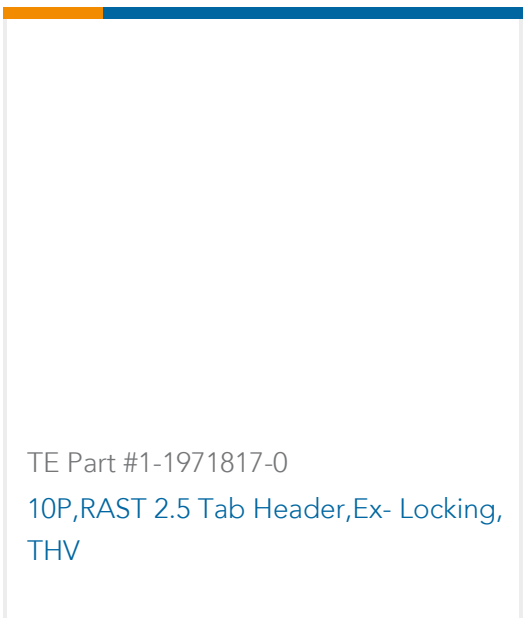 TE Part #1-1971817-0
10P,RAST 2.5 Tab Header,Ex- Locking,
THV